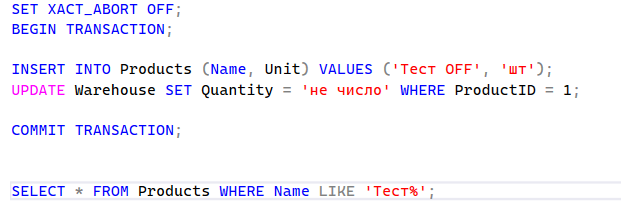 SET XACT_ABORT OFF;
BEGIN TRANSACTION;
INSERT INTO Products (Name, Unit) VALUES ('Тест OFF', 'шт');
UPDATE Warehouse SET Quantity = 'не число' WHERE ProductID = 1;
COMMIT TRANSACTION;
SELECT * FROM Products WHERE Name LIKE 'Тест%';